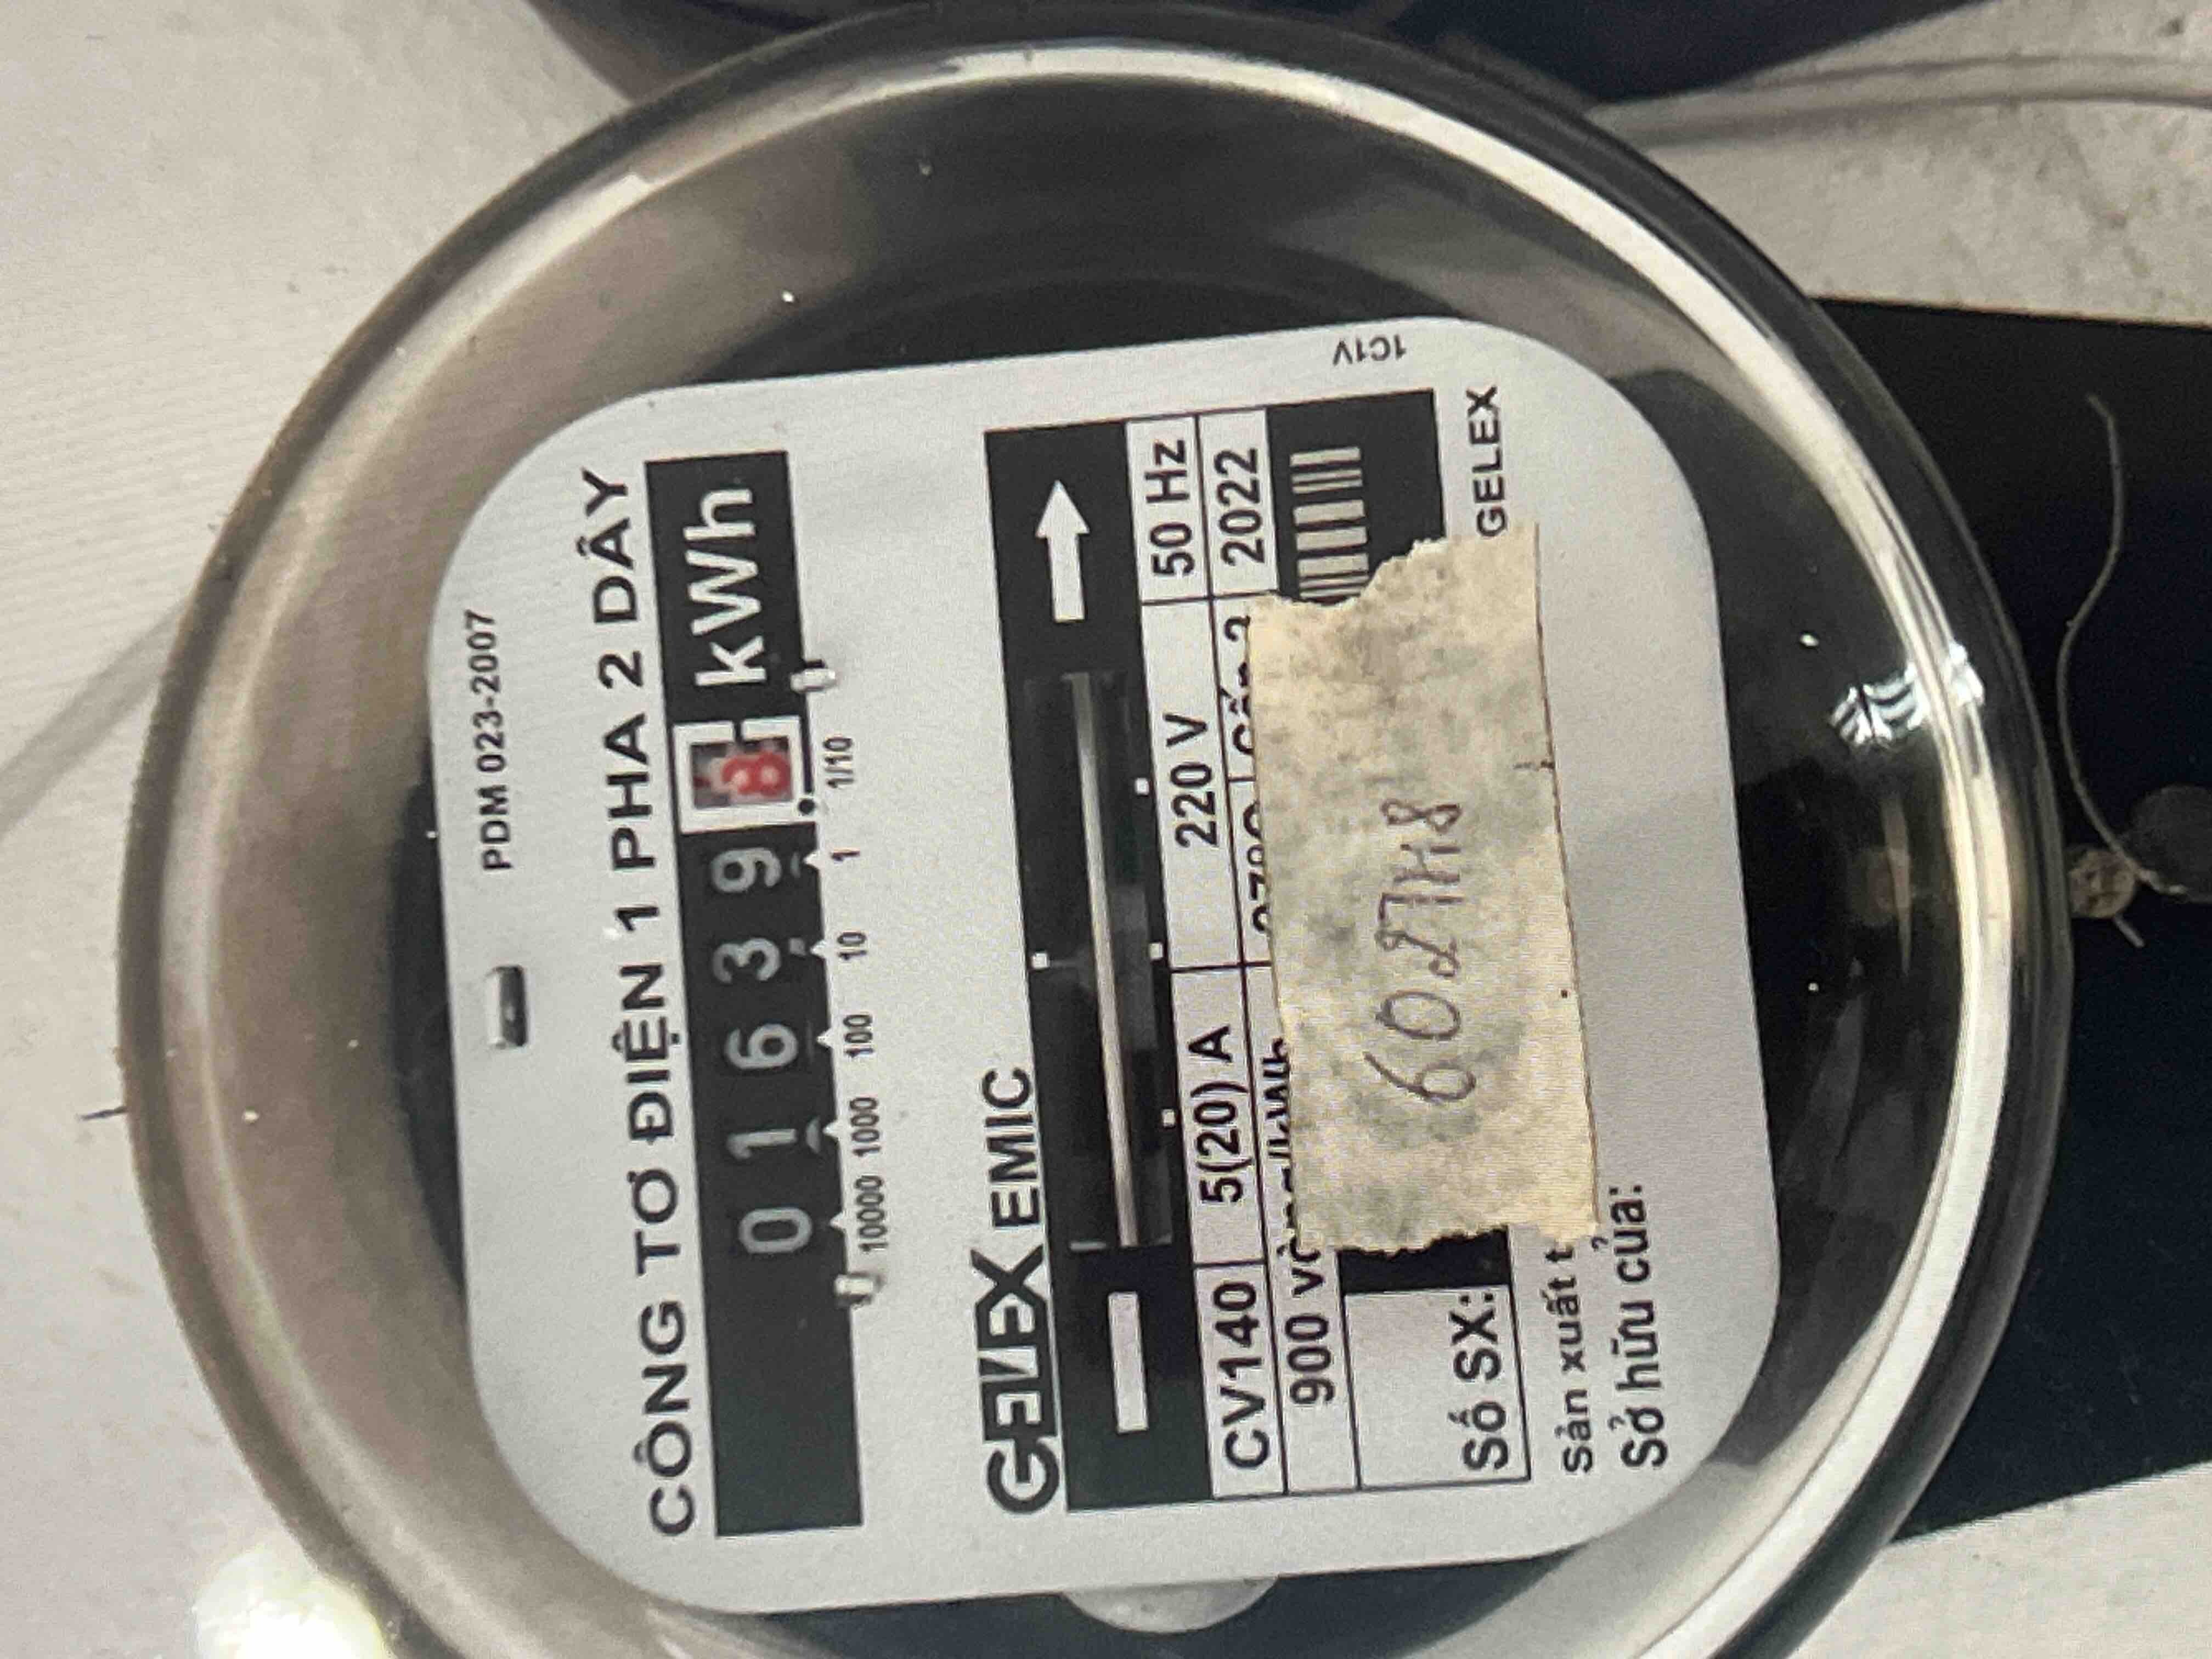 PDM 023-2007
CÔNG TƠ ĐIỆN 1 PHA 2 DÂY
0 1 6 3 9 8 kWh
10000 1000 100 10 1 1/10
GELEX EMIC
CV140 5(20) A 220 V 50 Hz
900 2022
Số SX:
Sản xuất GELEX
Sở hữu của:
1C1V